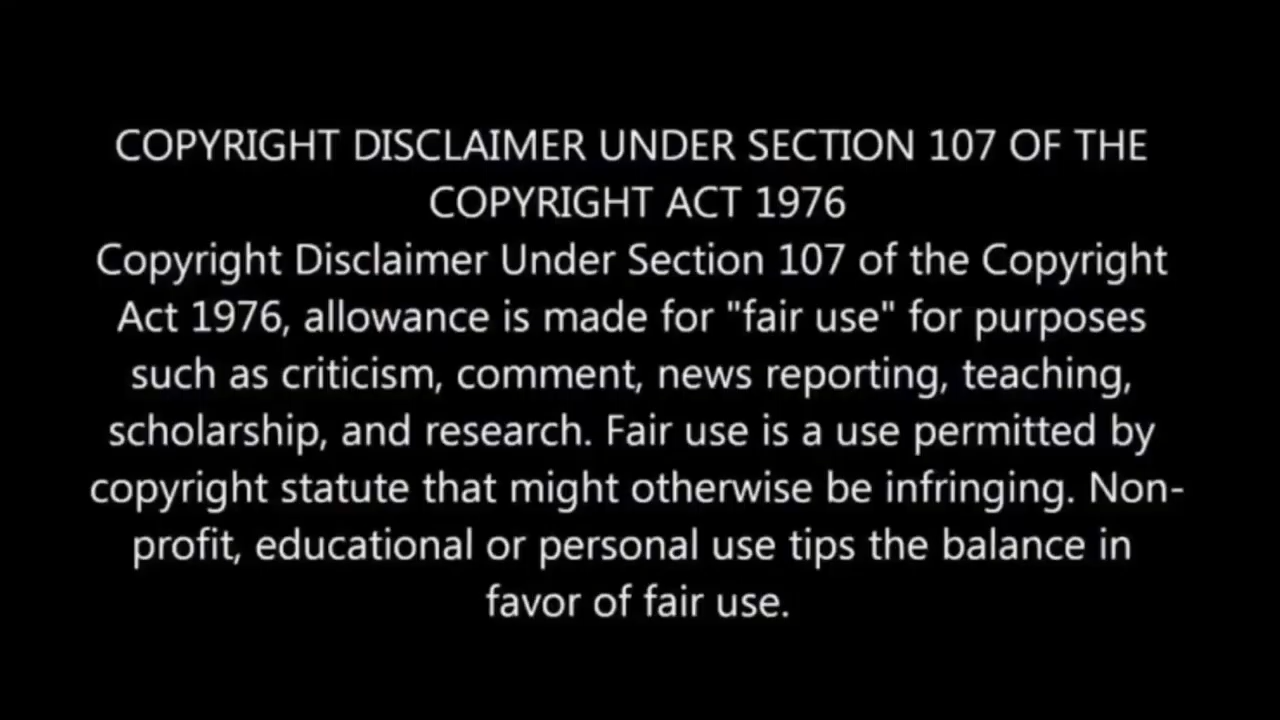 COPYRIGHT DISCLAIMER UNDER SECTION 107 OF THE
COPYRIGHT ACT 1976
Copyright Disclaimer Under Section 107 of the Copyright
Act 1976, allowance is made for "fair use" for purposes
such as criticism, comment, news reporting, teaching,
scholarship, and research. Fair use is a use permitted by
copyright statute that might otherwise be infringing. Non-
profit, educational or personal use tips the balance in
favor of fair use.